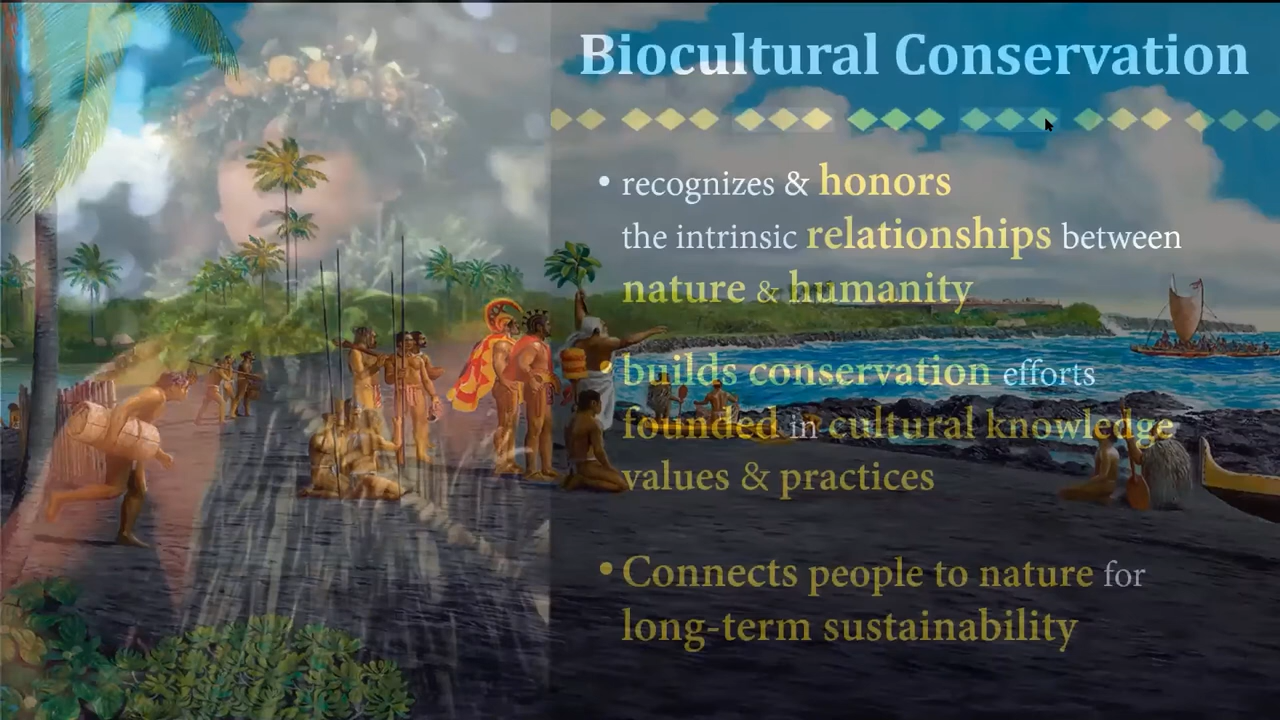 Biocultural Conservation
• recognizes & honors
the intrinsic relationships between
nature & humanity
• builds conservation efforts
founded in cultural knowledge
values & practices
• Connects people to nature for
long-term sustainability